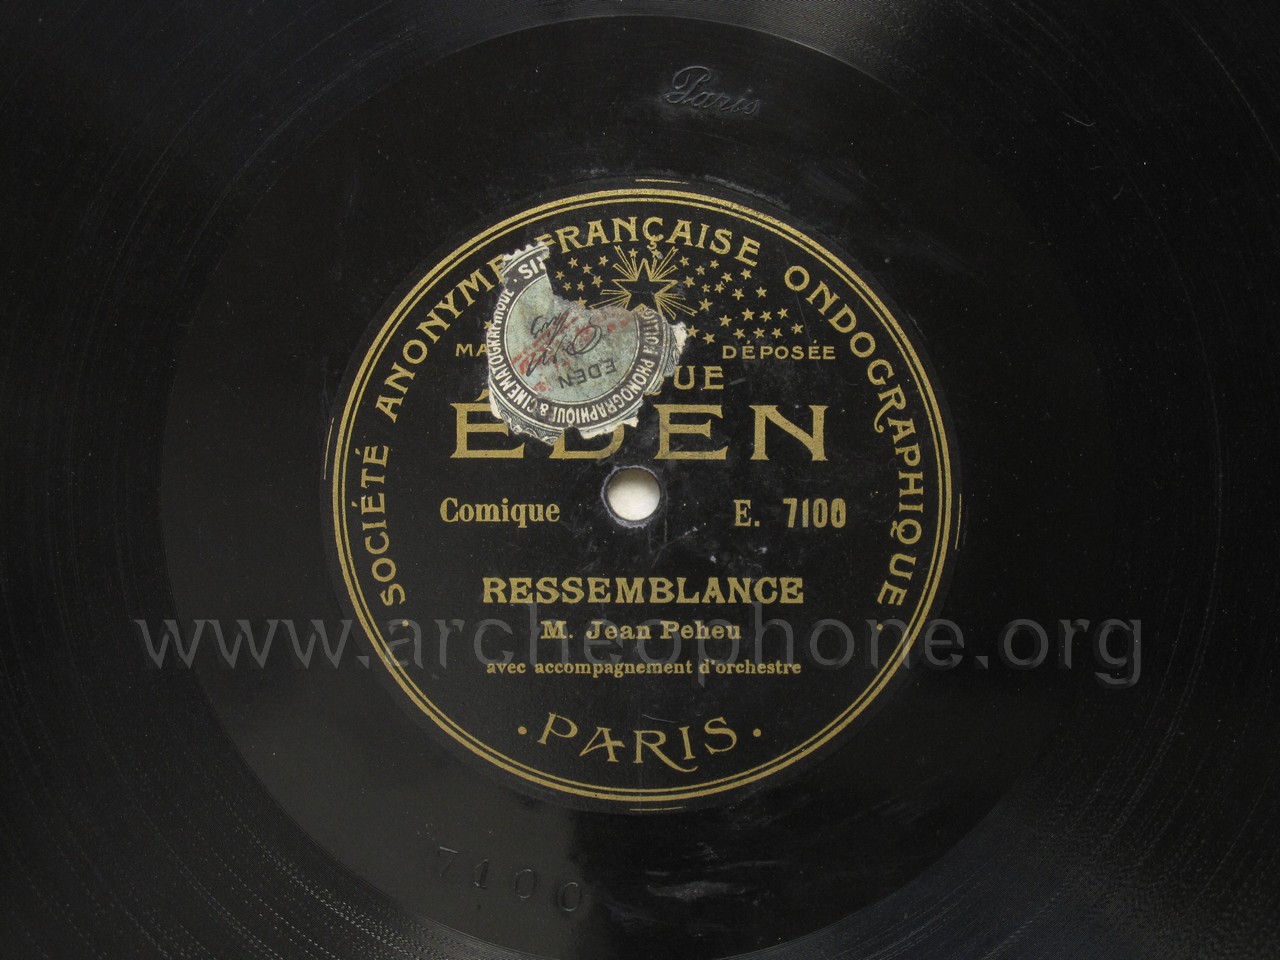 Paris
· SOCIÉTÉ ANONYME FRANÇAISE ONDOGRAPHIQUE ·
DÉPOSÉE
CINÉMATOGRAPHIQUE
PHONOGRAPHIQUE &
EDEN
ÉDEN
Comique E. 7100
RESSEMBLANCE
M. Jean Peheu
avec accompagnement d'orchestre
www.archeophone.org
· PARIS ·
7100